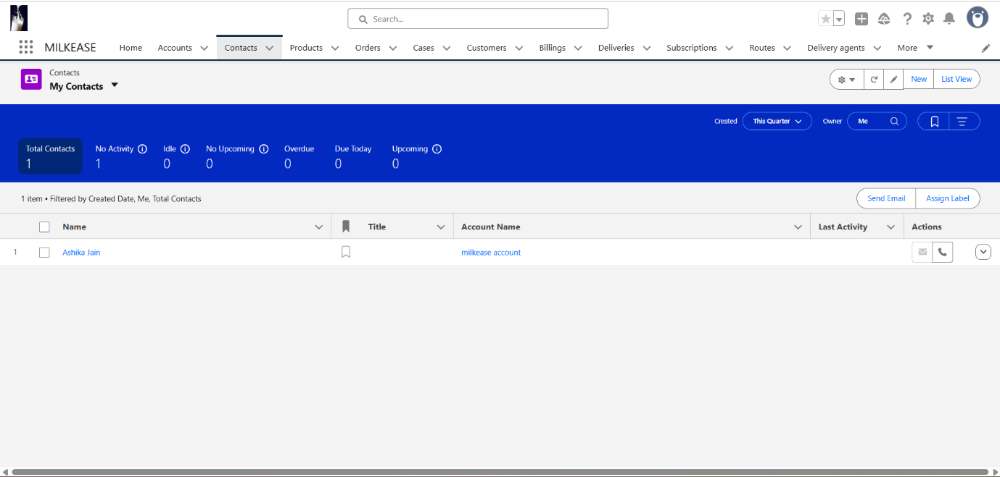 Search...
MILKEASE Home Accounts Contacts Products Orders Cases Customers Billings Deliveries Subscriptions Routes Delivery agents More
Contacts
My Contacts
New List View
Created This Quarter Owner Me
Total Contacts No Activity Idle No Upcoming Overdue Due Today Upcoming
1 1 0 0 0 0 0
1 item • Filtered by Created Date, Me, Total Contacts
Send Email Assign Label
Name Title Account Name Last Activity Actions
1 Ashika Jain milkease account